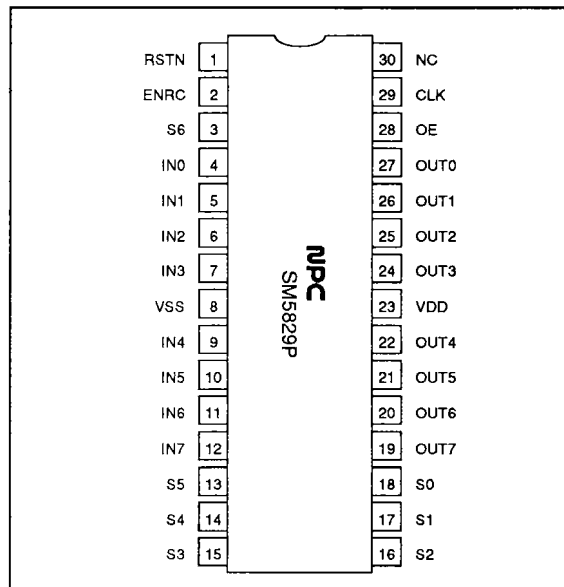 RSTN 1 30 NC
ENRC 2 29 CLK
S6 3 28 OE
IN0 4 27 OUT0
IN1 5 26 OUT1
IN2 6 25 OUT2
IN3 7 24 OUT3
VSS 8 23 VDD
IN4 9 22 OUT4
IN5 10 21 OUT5
IN6 11 20 OUT6
IN7 12 19 OUT7
S5 13 18 S0
S4 14 17 S1
S3 15 16 S2
NPC
SM5829P